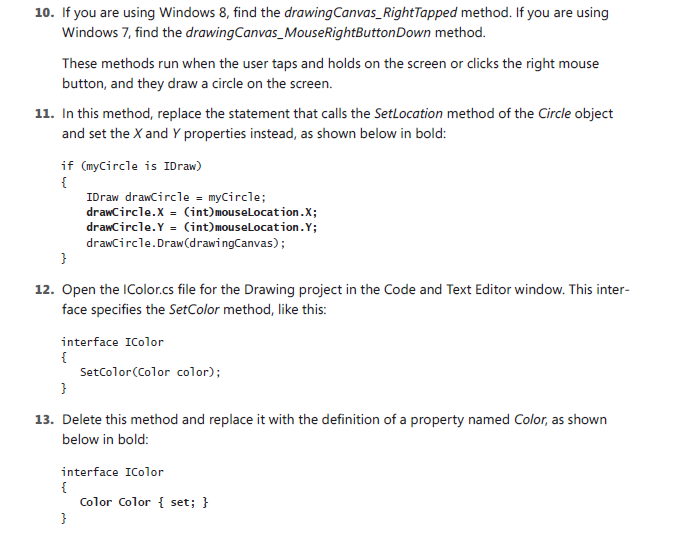 10. If you are using Windows 8, find the drawingCanvas_RightTapped method. If you are using
Windows 7, find the drawingCanvas_MouseRightButtonDown method.
These methods run when the user taps and holds on the screen or clicks the right mouse
button, and they draw a circle on the screen.
11. In this method, replace the statement that calls the SetLocation method of the Circle object
and set the X and Y properties instead, as shown below in bold:
if (myCircle is IDraw)
{
    IDraw drawCircle = myCircle;
    drawCircle.X = (int)mouseLocation.X;
    drawCircle.Y = (int)mouseLocation.Y;
    drawCircle.Draw(drawingCanvas);
}
12. Open the IColor.cs file for the Drawing project in the Code and Text Editor window. This inter-
face specifies the SetColor method, like this:
interface IColor
{
   SetColor(Color color);
}
13. Delete this method and replace it with the definition of a property named Color, as shown
below in bold:
interface IColor
{
   Color Color { set; }
}